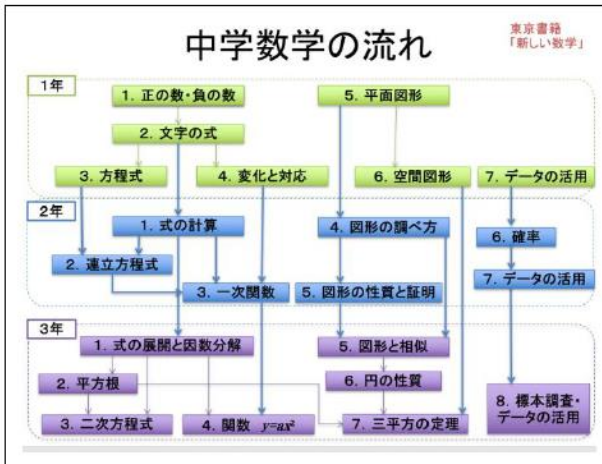 中学数学の流れ
東京書籍
「新しい数学」
1年
1. 正の数・負の数
5. 平面図形
2. 文字の式
3. 方程式
4. 変化と対応
6. 空間図形
7. データの活用
2年
1. 式の計算
4. 図形の調べ方
6. 確率
2. 連立方程式
7. データの活用
3. 一次関数
5. 図形の性質と証明
3年
1. 式の展開と因数分解
5. 図形と相似
2. 平方根
6. 円の性質
8. 標本調査・
データの活用
3. 二次方程式
4. 関数 y=ax²
7. 三平方の定理